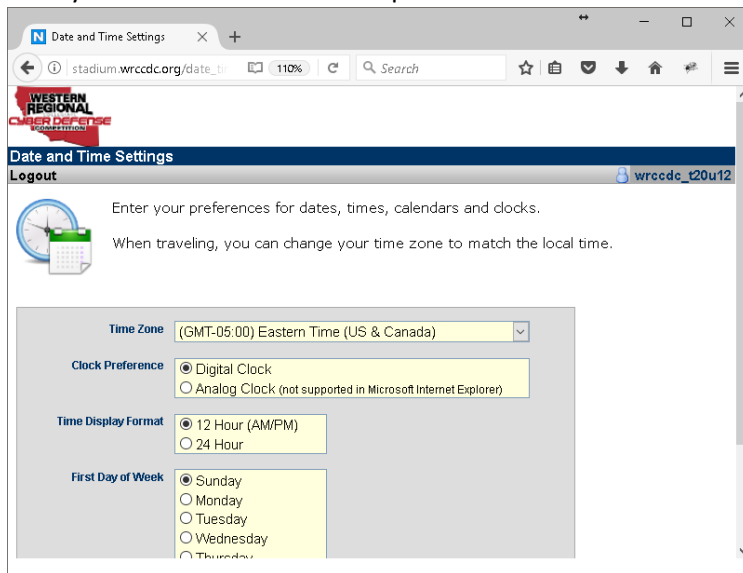 Date and Time Settings
stadium.wrccdc.org/date_ti
110%
Search
WESTERN
REGIONAL
CYBER DEFENSE
COMPETITION
Date and Time Settings
Logout
wrccdc_t20u12
Enter your preferences for dates, times, calendars and clocks.
When traveling, you can change your time zone to match the local time.
Time Zone
(GMT-05:00) Eastern Time (US & Canada)
Clock Preference
Digital Clock
Analog Clock (not supported in Microsoft Internet Explorer)
Time Display Format
12 Hour (AM/PM)
24 Hour
First Day of Week
Sunday
Monday
Tuesday
Wednesday
Thursday